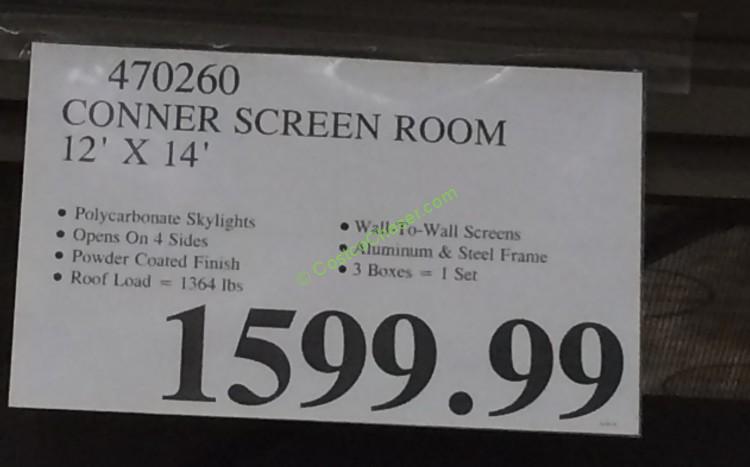 470260
CONNER SCREEN ROOM
12' X 14'
• Polycarbonate Skylights
• Opens On 4 Sides
• Powder Coated Finish
• Roof Load = 1364 lbs
• Wall-To-Wall Screens
• Aluminum & Steel Frame
• 3 Boxes = 1 Set
© CostcoChaser.com
1599.99